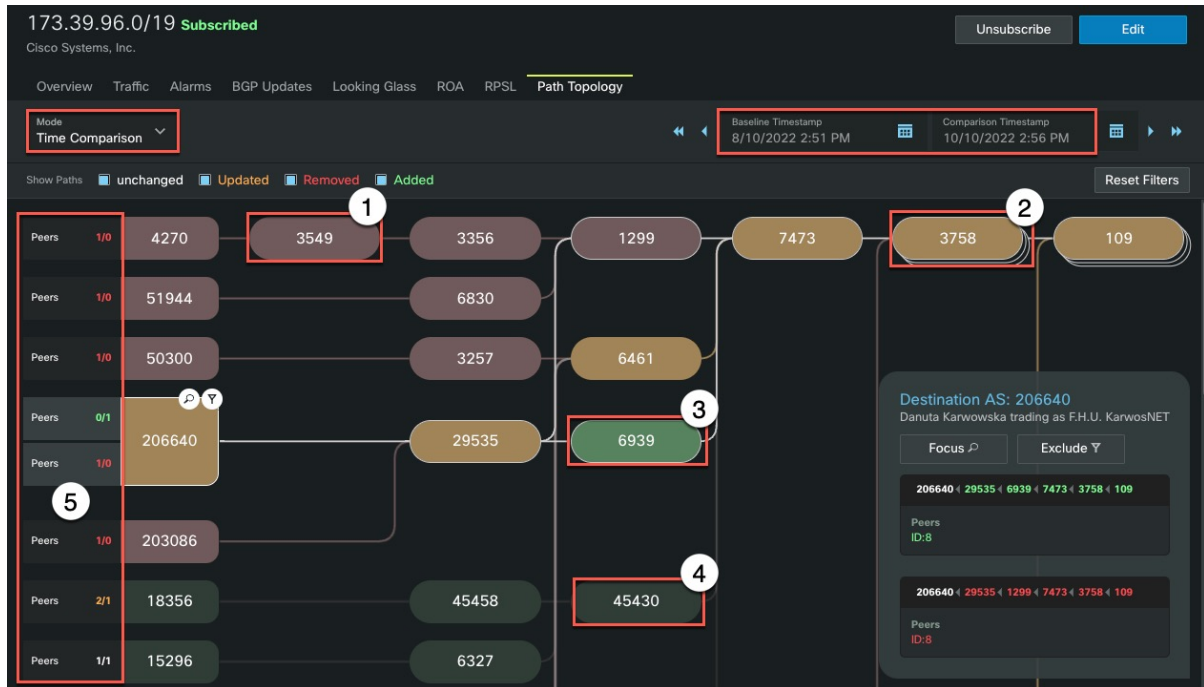 173.39.96.0/19 Subscribed
Cisco Systems, Inc.
Unsubscribe
Edit
Overview Traffic Alarms BGP Updates Looking Glass ROA RPSL Path Topology
Mode
Time Comparison
Baseline Timestamp
8/10/2022 2:51 PM
Comparison Timestamp
10/10/2022 2:56 PM
Show Paths unchanged Updated Removed Added
Reset Filters
1
2
Peers 1/0 4270 3549 3356 1299 7473 3758 109
Peers 1/0 51944 6830
Peers 1/0 50300 3257 6461
3
Peers 0/1
206640 29535 6939
Peers 1/0
5
Peers 1/0 203086
4
Peers 2/1 18356 45458 45430
Peers 1/1 15296 6327
Destination AS: 206640
Danuta Karwowska trading as F.H.U. KarwosNET
Focus
Exclude
206640 29535 6939 7473 3758 109
Peers
ID:8
206640 29535 1299 7473 3758 109
Peers
ID:8